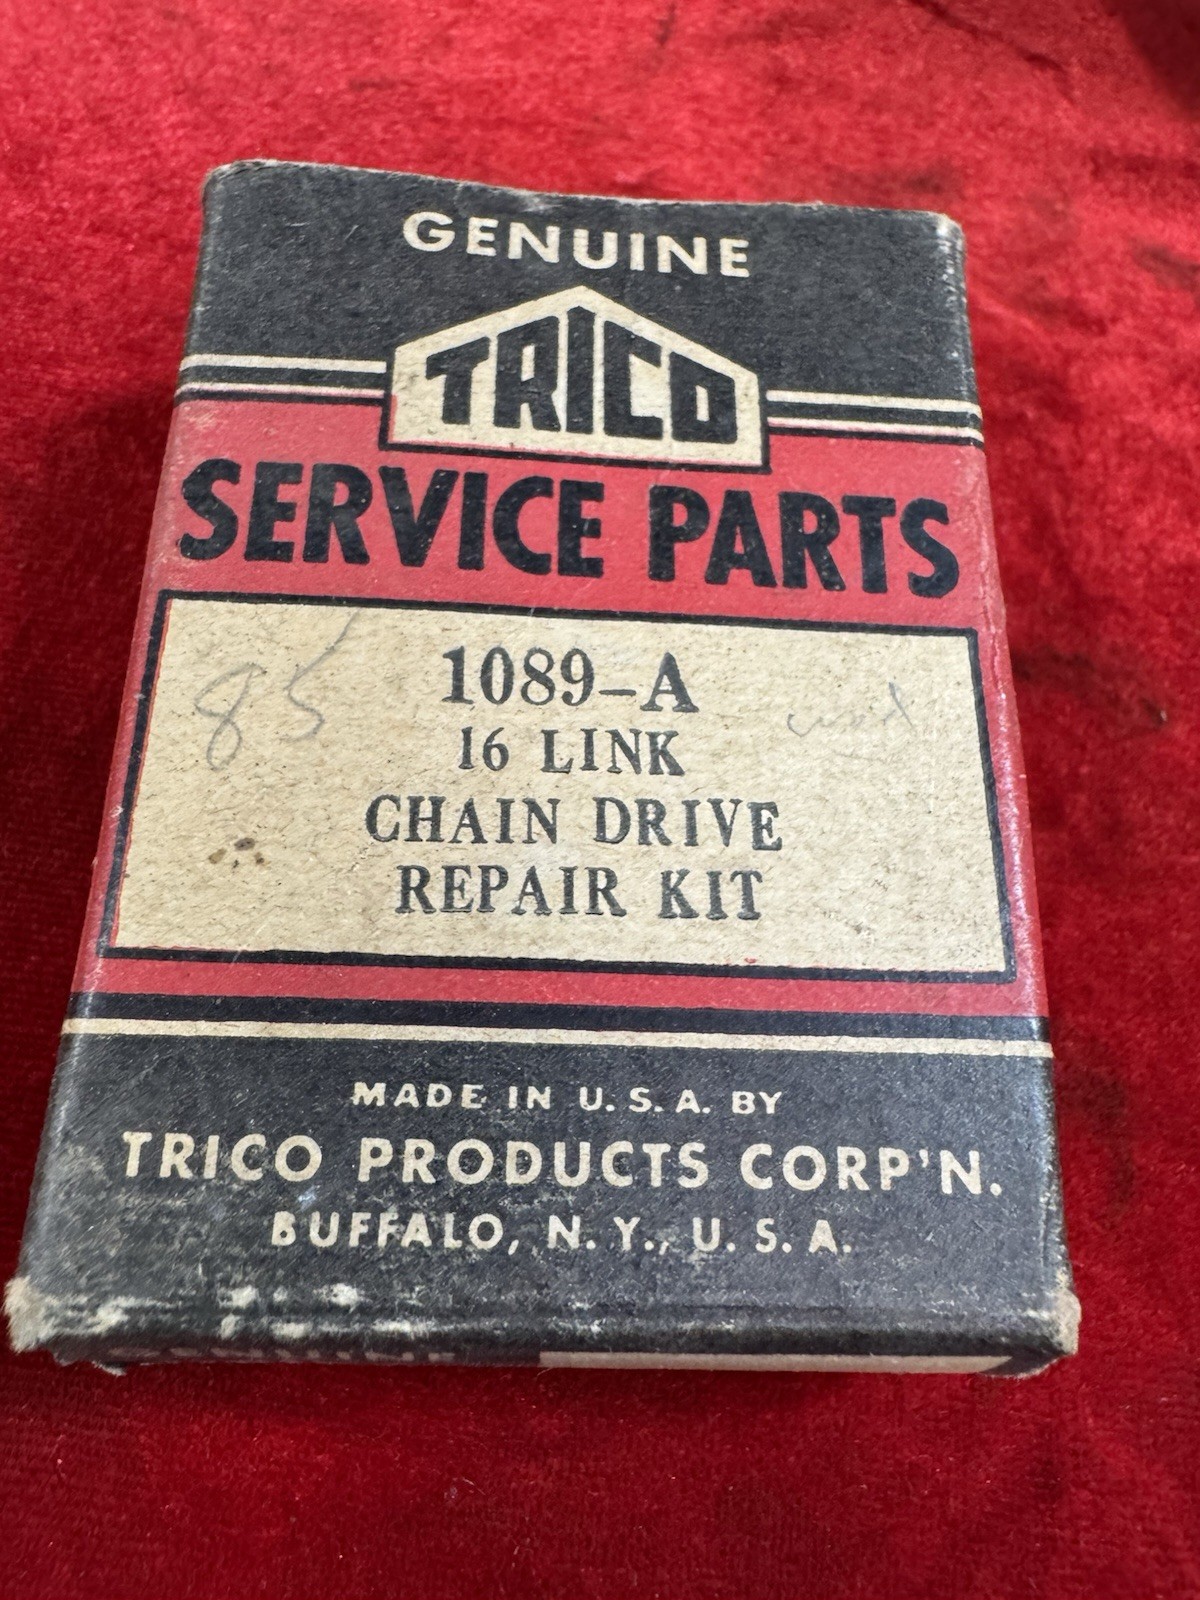 GENUINE
TRICO
SERVICE PARTS
85
1089-A
16 LINK
CHAIN DRIVE
REPAIR KIT
MADE IN U.S.A. BY
TRICO PRODUCTS CORP'N.
BUFFALO, N. Y., U. S. A.